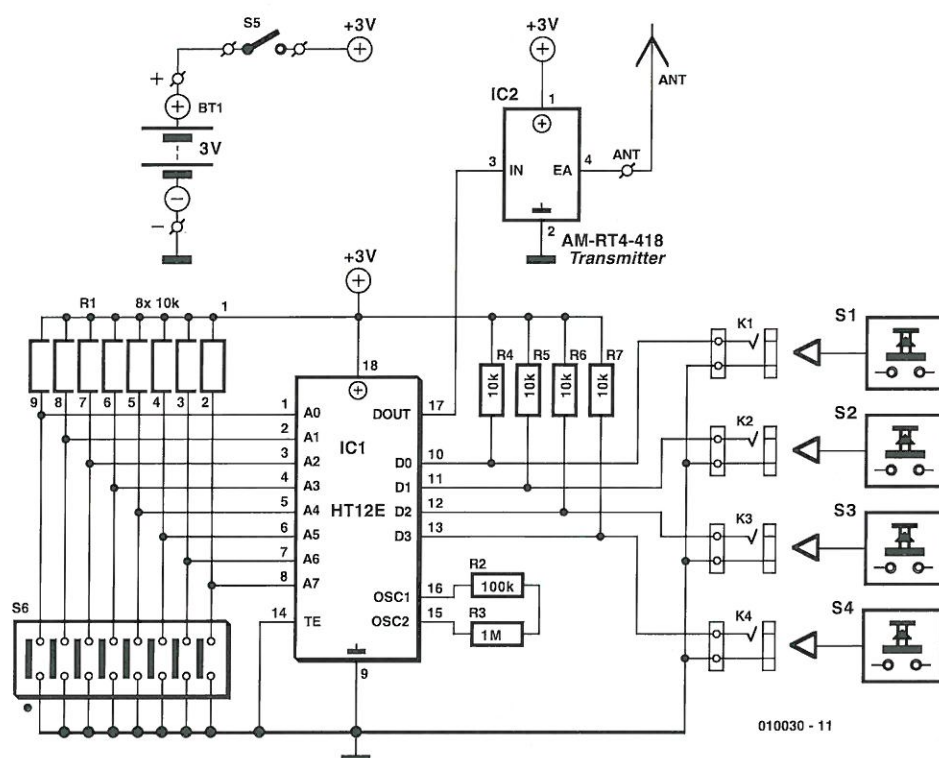 S5
+3V
+
BT1
3V
−
+3V
IC2
1
3
IN
EA
4
ANT
ANT
2
AM-RT4-418
Transmitter
+3V
R1
8x 10k
1
9
8
7
6
5
4
3
2
18
1
A0
2
A1
3
A2
4
A3
5
A4
6
A5
7
A6
8
A7
14
TE
IC1
HT12E
DOUT
17
D0
10
D1
11
D2
12
D3
13
OSC1
16
OSC2
15
9
R4
10k
R5
10k
R6
10k
R7
10k
R2
100k
R3
1M
K1
S1
K2
S2
K3
S3
K4
S4
S6
010030 - 11